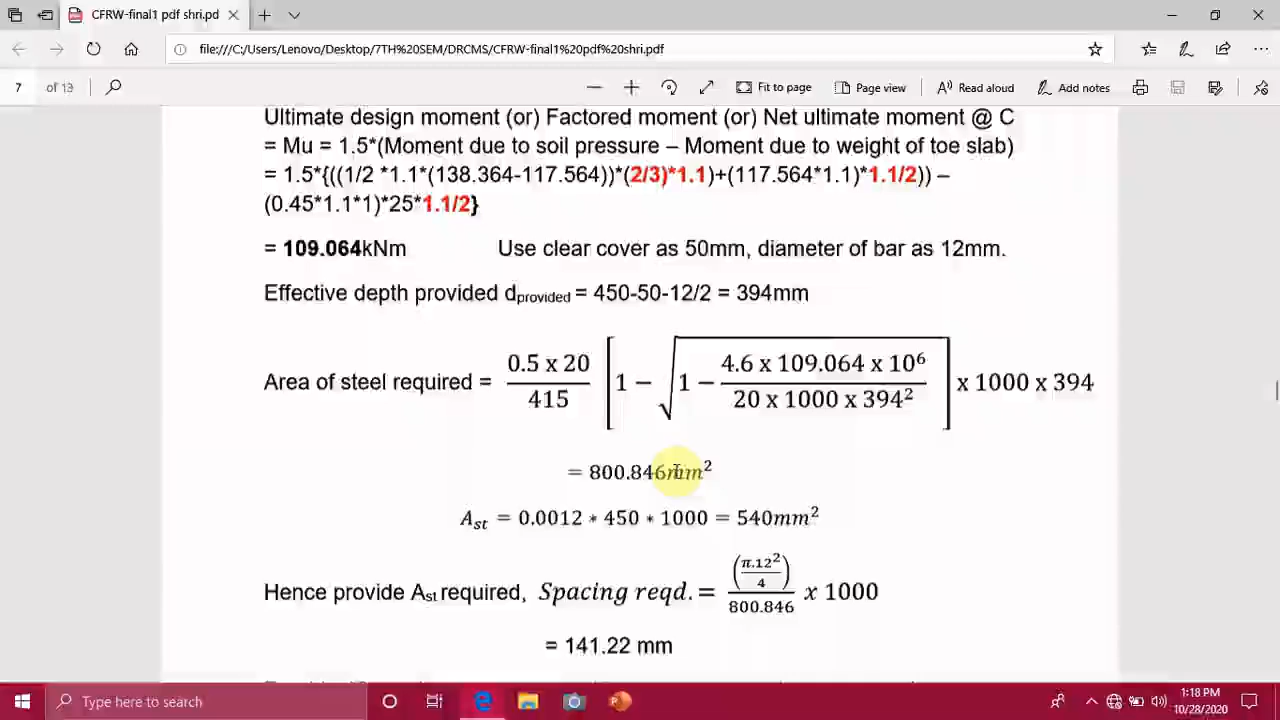 CFRW-final1 pdf shri.pd
file:///C:/Users/Lenovo/Desktop/7TH%20SEM/DRCMS/CFRW-final1%20pdf%20shri.pdf
7 of 13 Fit to page Page view Read aloud Add notes
Ultimate design moment (or) Factored moment (or) Net ultimate moment @ C
= Mu = 1.5*(Moment due to soil pressure – Moment due to weight of toe slab)
= 1.5*{((1/2 *1.1*(138.364-117.564))*(2/3)*1.1)+(117.564*1.1)*1.1/2)) –
(0.45*1.1*1)*25*1.1/2}
= 109.064kNm Use clear cover as 50mm, diameter of bar as 12mm.
Effective depth provided dprovided = 450-50-12/2 = 394mm
Area of steel required = 0.5 x 20 / 415 [1 − √1 − 4.6 x 109.064 x 10⁶ / 20 x 1000 x 394²] x 1000 x 394
= 800.846mm²
Ast = 0.0012 * 450 * 1000 = 540mm²
Hence provide Ast required, Spacing reqd. = (π.12²/4) / 800.846 x 1000
= 141.22 mm
Type here to search
1:18 PM
10/28/2020